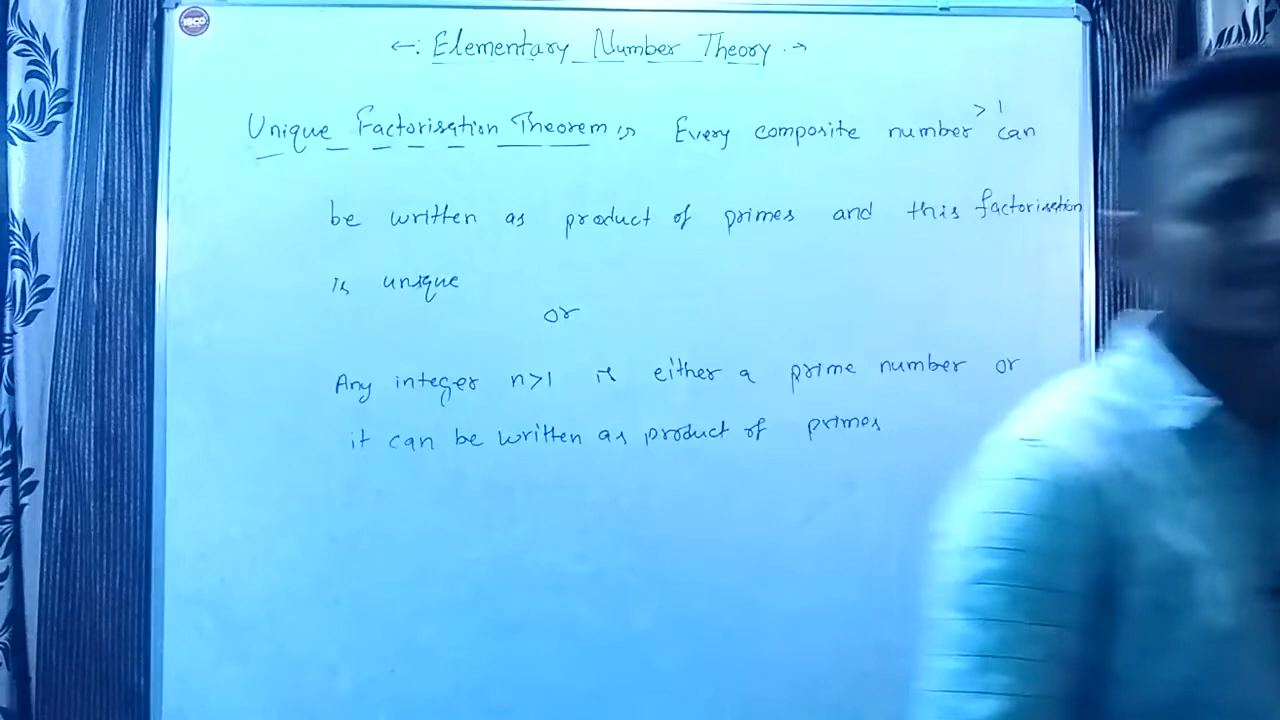 ISCO
←: Elementary Number Theory. →
> 1
Unique Factorisation Theorem is Every composite number can
be written as product of primes and this factorisation
is unique
or
Any integer n>1 is either a prime number or
it can be written as product of primes